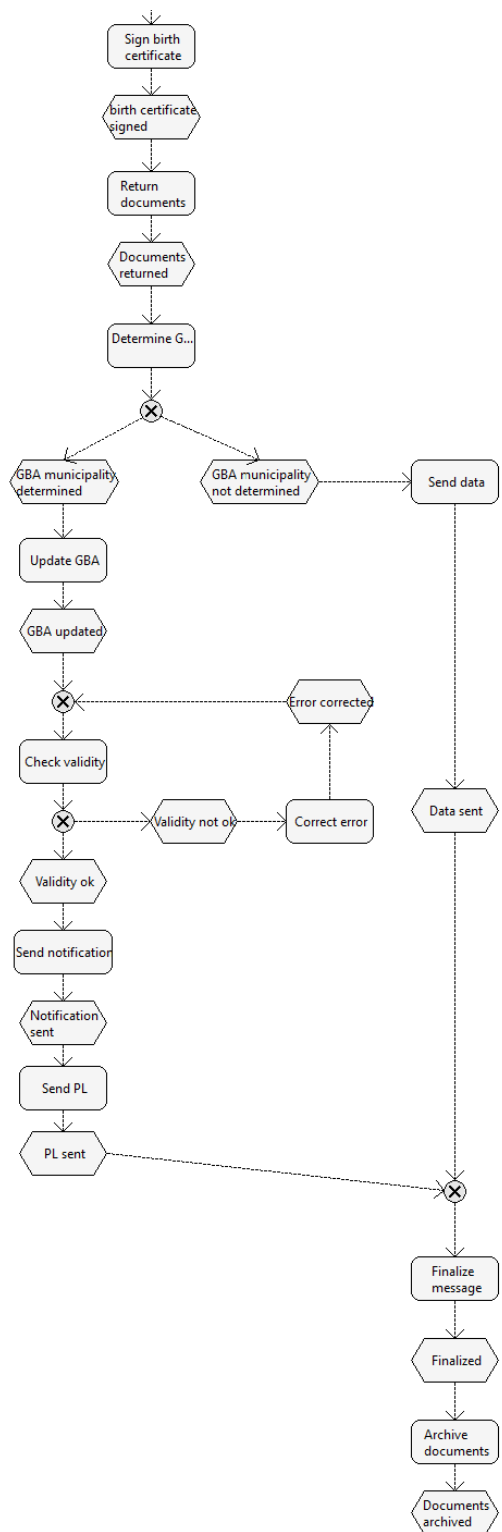 Sign birth
certificate
birth certificate
signed
Return
documents
Documents
returned
Determine G...
GBA municipality
determined
GBA municipality
not determined
Send data
Update GBA
GBA updated
Error corrected
Check validity
Validity not ok
Correct error
Data sent
Validity ok
Send notification
Notification
sent
Send PL
PL sent
Finalize
message
Finalized
Archive
documents
Documents
archived